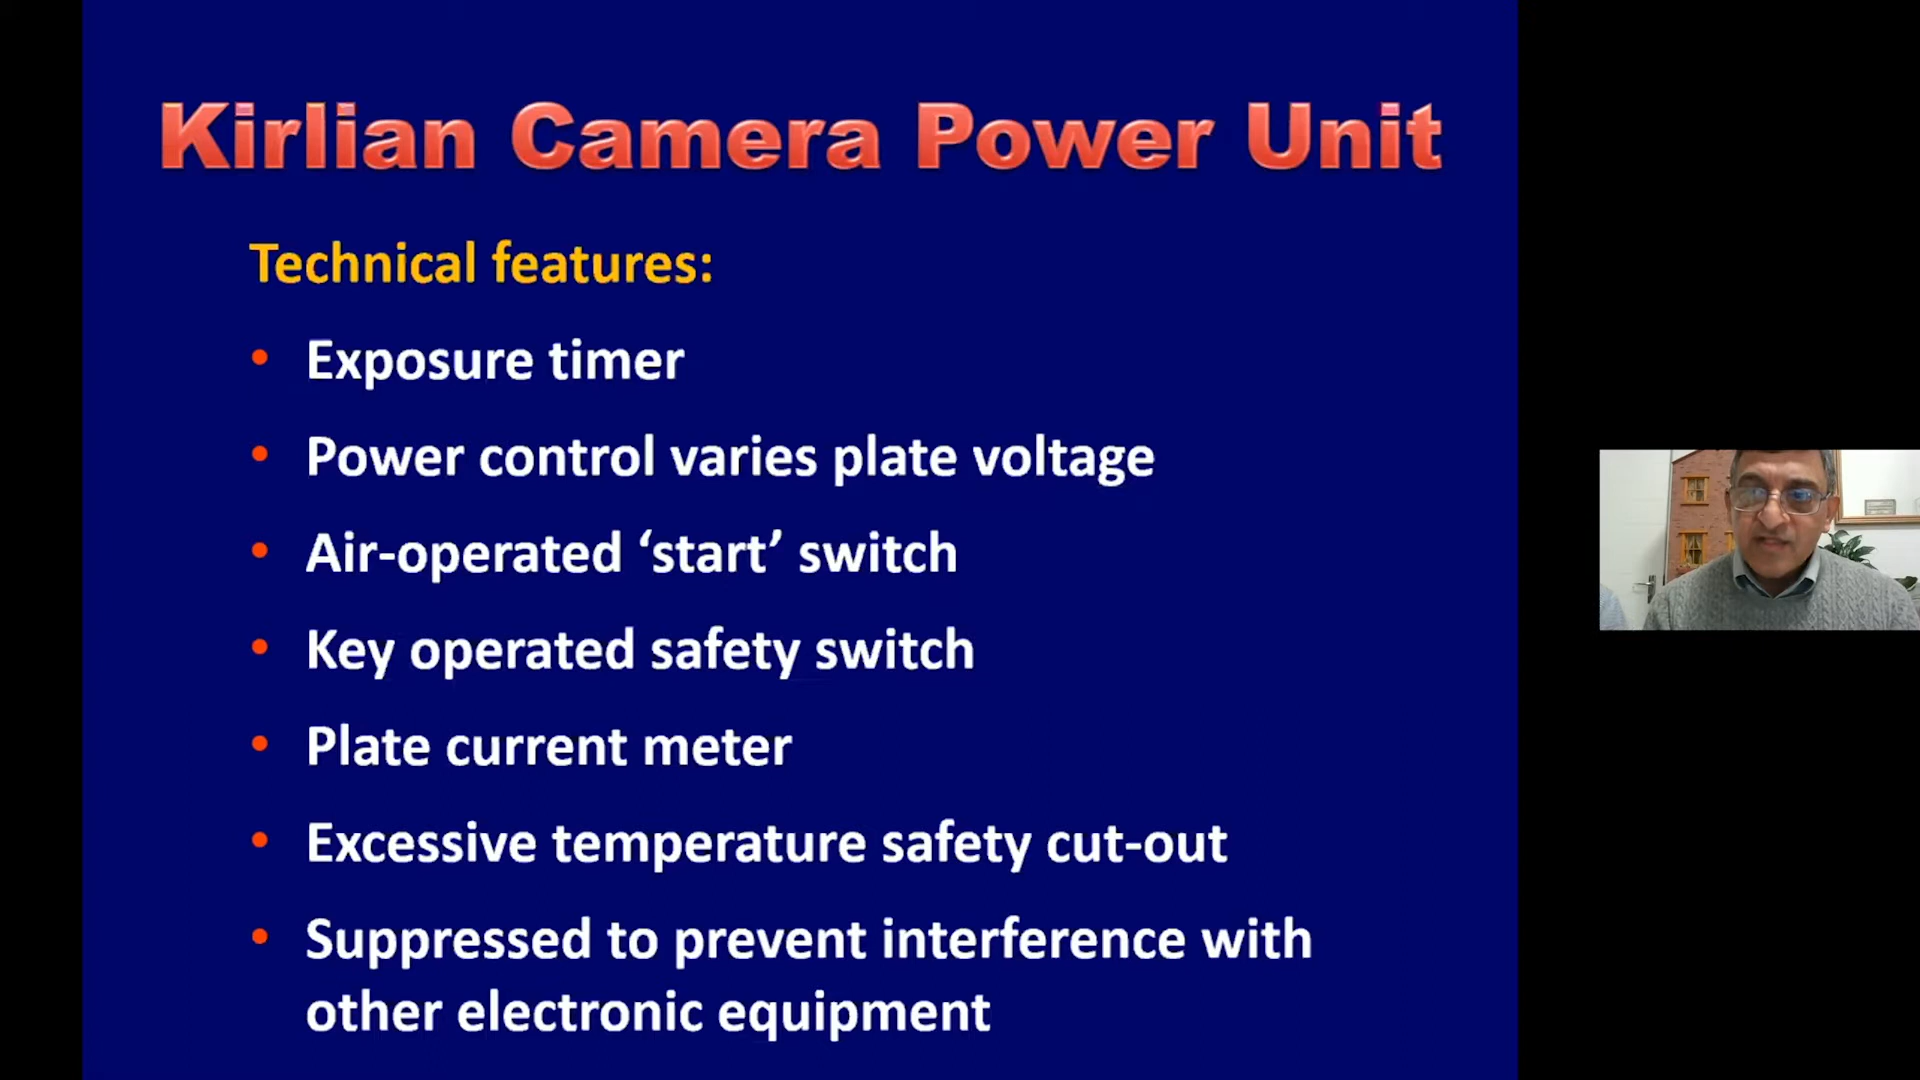 Kirlian Camera Power Unit
Technical features:
• Exposure timer
• Power control varies plate voltage
• Air-operated ‘start’ switch
• Key operated safety switch
• Plate current meter
• Excessive temperature safety cut-out
• Suppressed to prevent interference with
other electronic equipment